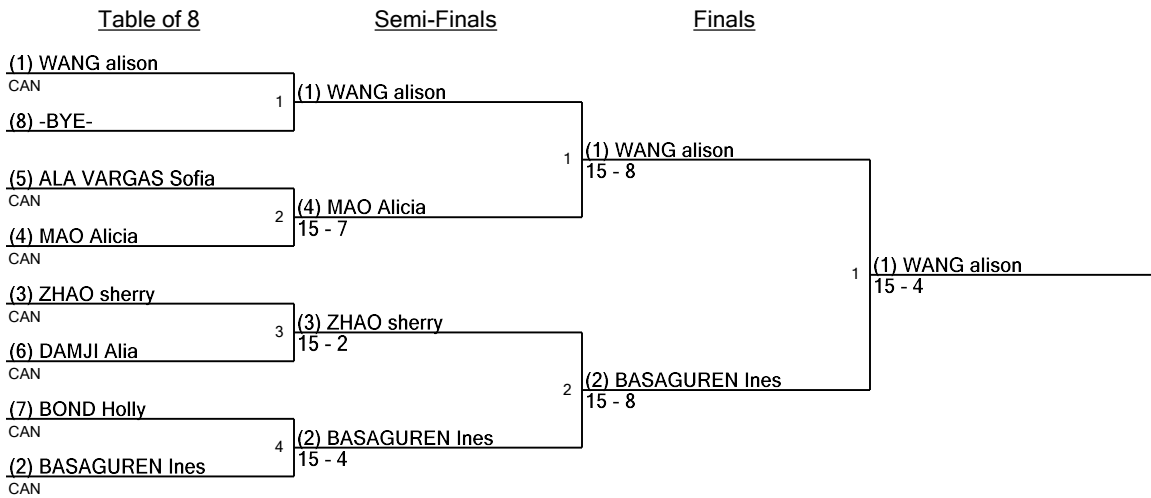 Table of 8 Semi-Finals Finals
(1) WANG alison
CAN
1
(1) WANG alison
(8) -BYE-
1
(1) WANG alison
15 - 8
(5) ALA VARGAS Sofia
CAN
2
(4) MAO Alicia
15 - 7
(4) MAO Alicia
CAN
1
(1) WANG alison
15 - 4
(3) ZHAO sherry
CAN
3
(3) ZHAO sherry
15 - 2
(6) DAMJI Alia
CAN
2
(2) BASAGUREN Ines
15 - 8
(7) BOND Holly
CAN
4
(2) BASAGUREN Ines
15 - 4
(2) BASAGUREN Ines
CAN